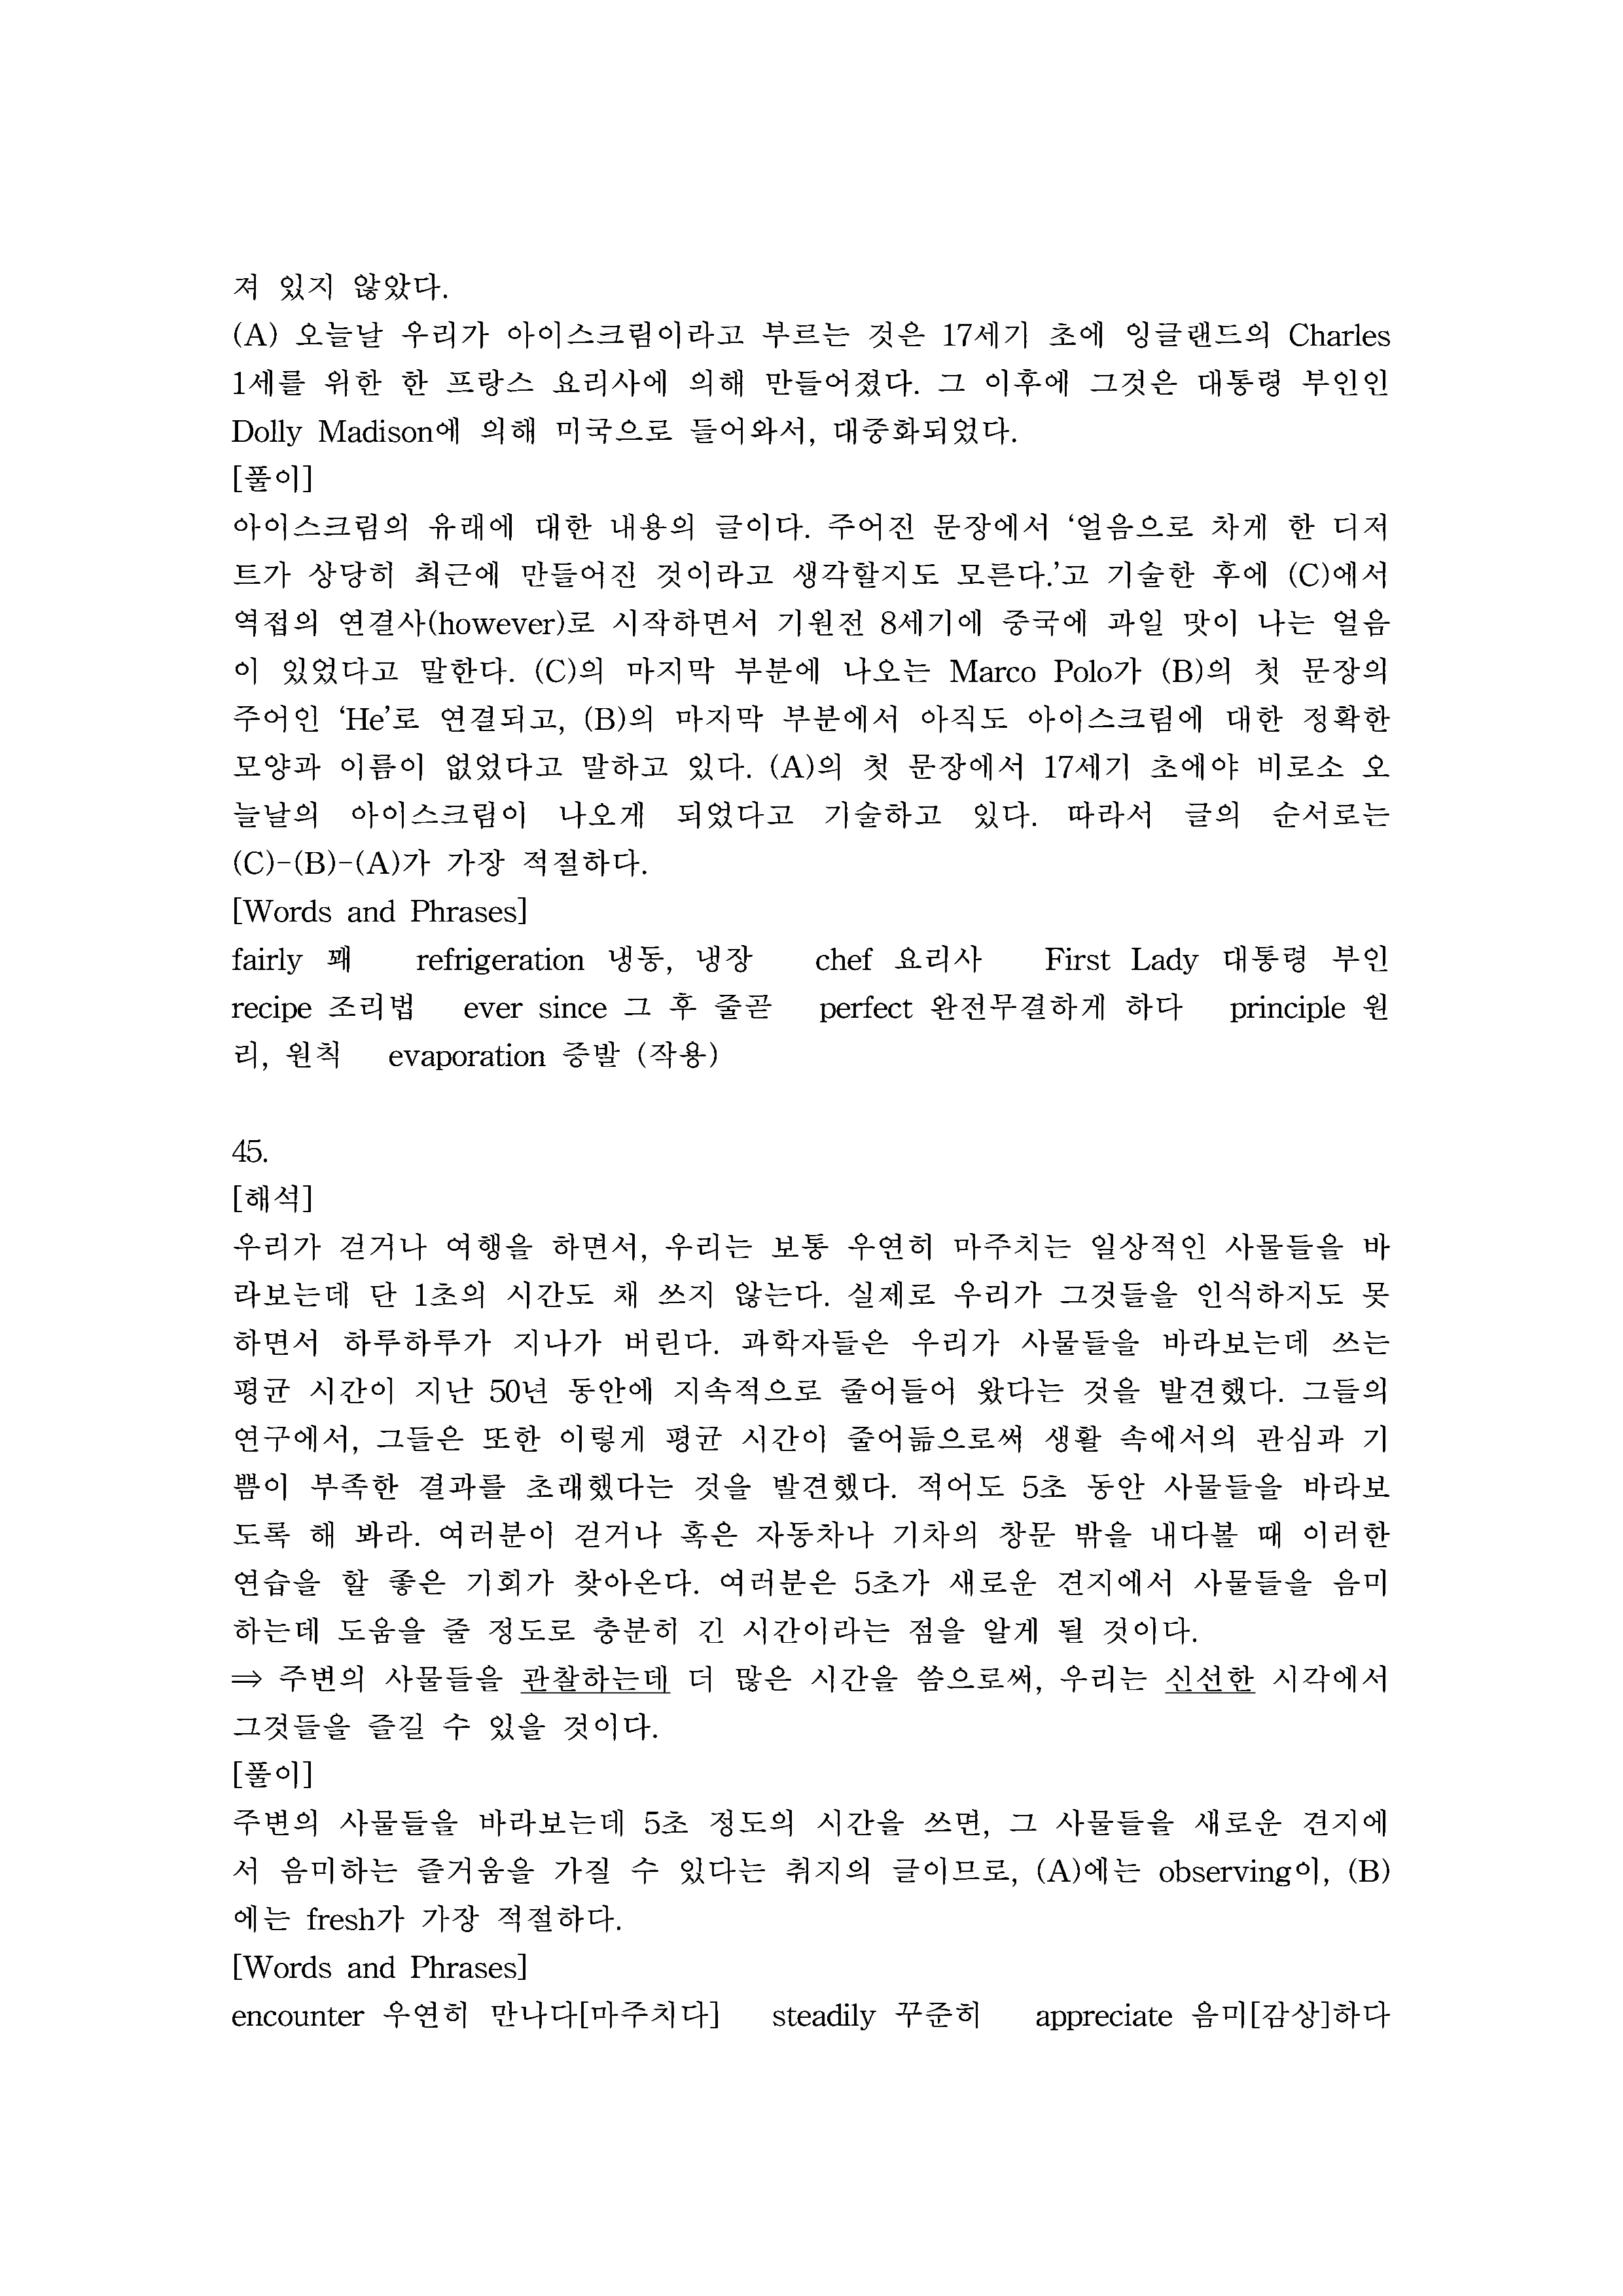 져 있지 않았다.
(A) 오늘날 우리가 아이스크림이라고 부르는 것은 17세기 초에 잉글랜드의 Charles
1세를 위한 한 프랑스 요리사에 의해 만들어졌다. 그 이후에 그것은 대통령 부인인
Dolly Madison에 의해 미국으로 들어와서, 대중화되었다.
[풀이]
아이스크림의 유래에 대한 내용의 글이다. 주어진 문장에서 ‘얼음으로 차게 한 디저
트가 상당히 최근에 만들어진 것이라고 생각할지도 모른다.’고 기술한 후에 (C)에서
역접의 연결사(however)로 시작하면서 기원전 8세기에 중국에 과일 맛이 나는 얼음
이 있었다고 말한다. (C)의 마지막 부분에 나오는 Marco Polo가 (B)의 첫 문장의
주어인 ‘He’로 연결되고, (B)의 마지막 부분에서 아직도 아이스크림에 대한 정확한
모양과 이름이 없었다고 말하고 있다. (A)의 첫 문장에서 17세기 초에야 비로소 오
늘날의 아이스크림이 나오게 되었다고 기술하고 있다. 따라서 글의 순서로는
(C)-(B)-(A)가 가장 적절하다.
[Words and Phrases]
fairly 꽤 refrigeration 냉동, 냉장 chef 요리사 First Lady 대통령 부인
recipe 조리법 ever since 그 후 줄곧 perfect 완전무결하게 하다 principle 원
리, 원칙 evaporation 증발 (작용)
45.
[해석]
우리가 걷거나 여행을 하면서, 우리는 보통 우연히 마주치는 일상적인 사물들을 바
라보는데 단 1초의 시간도 채 쓰지 않는다. 실제로 우리가 그것들을 인식하지도 못
하면서 하루하루가 지나가 버린다. 과학자들은 우리가 사물들을 바라보는데 쓰는
평균 시간이 지난 50년 동안에 지속적으로 줄어들어 왔다는 것을 발견했다. 그들의
연구에서, 그들은 또한 이렇게 평균 시간이 줄어듦으로써 생활 속에서의 관심과 기
쁨이 부족한 결과를 초래했다는 것을 발견했다. 적어도 5초 동안 사물들을 바라보
도록 해 봐라. 여러분이 걷거나 혹은 자동차나 기차의 창문 밖을 내다볼 때 이러한
연습을 할 좋은 기회가 찾아온다. 여러분은 5초가 새로운 견지에서 사물들을 음미
하는데 도움을 줄 정도로 충분히 긴 시간이라는 점을 알게 될 것이다.
⇒ 주변의 사물들을 관찰하는데 더 많은 시간을 씀으로써, 우리는 신선한 시각에서
그것들을 즐길 수 있을 것이다.
[풀이]
주변의 사물들을 바라보는데 5초 정도의 시간을 쓰면, 그 사물들을 새로운 견지에
서 음미하는 즐거움을 가질 수 있다는 취지의 글이므로, (A)에는 observing이, (B)
에는 fresh가 가장 적절하다.
[Words and Phrases]
encounter 우연히 만나다[마주치다] steadily 꾸준히 appreciate 음미[감상]하다